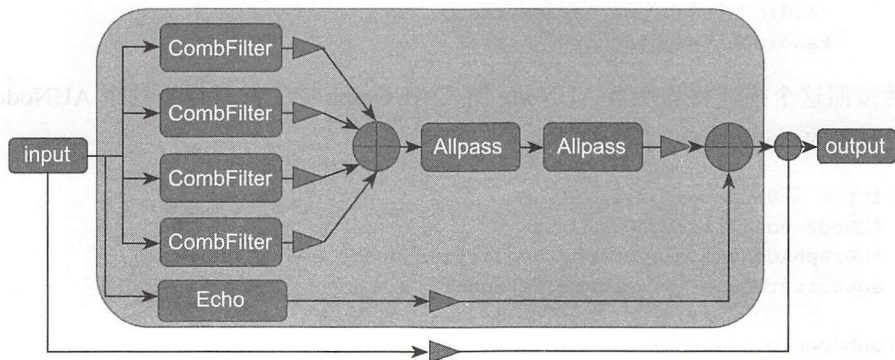 CombFilter
CombFilter
input
Allpass
Allpass
output
CombFilter
CombFilter
Echo